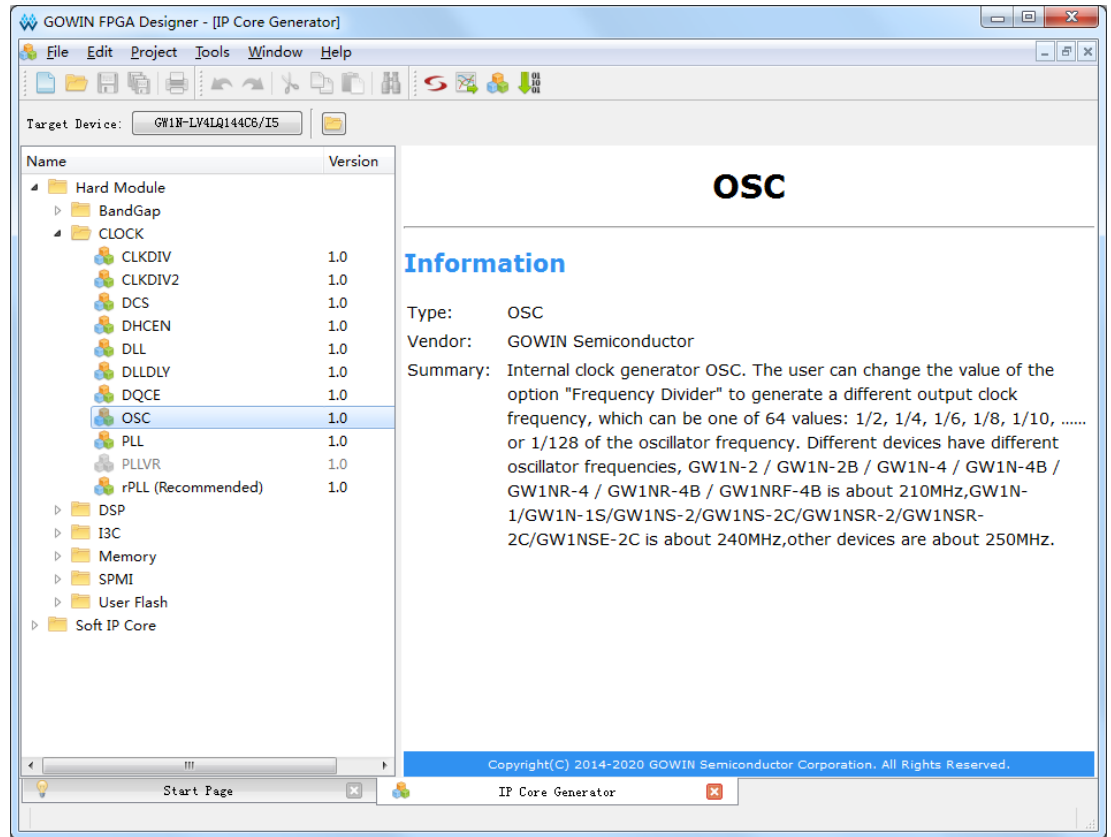 GOWIN FPGA Designer - [IP Core Generator]
File Edit Project Tools Window Help
Target Device: GW1N-LV4LQ144C6/I5
Name Version
Hard Module
BandGap
CLOCK
CLKDIV 1.0
CLKDIV2 1.0
DCS 1.0
DHCEN 1.0
DLL 1.0
DLLDLY 1.0
DQCE 1.0
OSC 1.0
PLL 1.0
PLLVR 1.0
rPLL (Recommended) 1.0
DSP
I3C
Memory
SPMI
User Flash
Soft IP Core
OSC
Information
Type: OSC
Vendor: GOWIN Semiconductor
Summary: Internal clock generator OSC. The user can change the value of the
option "Frequency Divider" to generate a different output clock
frequency, which can be one of 64 values: 1/2, 1/4, 1/6, 1/8, 1/10, ......
or 1/128 of the oscillator frequency. Different devices have different
oscillator frequencies, GW1N-2 / GW1N-2B / GW1N-4 / GW1N-4B /
GW1NR-4 / GW1NR-4B / GW1NRF-4B is about 210MHz,GW1N-
1/GW1N-1S/GW1NS-2/GW1NS-2C/GW1NSR-2/GW1NSR-
2C/GW1NSE-2C is about 240MHz,other devices are about 250MHz.
Copyright(C) 2014-2020 GOWIN Semiconductor Corporation. All Rights Reserved.
Start Page IP Core Generator